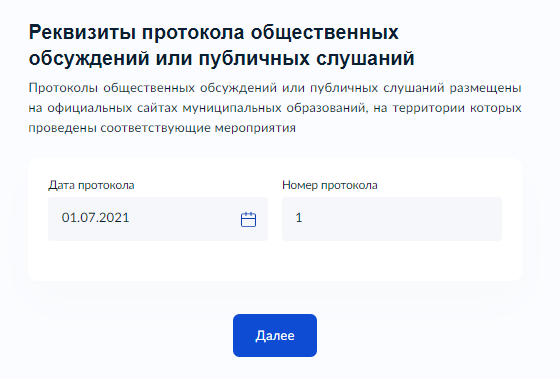 Реквизиты протокола общественных
обсуждений или публичных слушаний
Протоколы общественных обсуждений или публичных слушаний размещены
на официальных сайтах муниципальных образований, на территории которых
проведены соответствующие мероприятия
Дата протокола
Номер протокола
01.07.2021
1
Далее